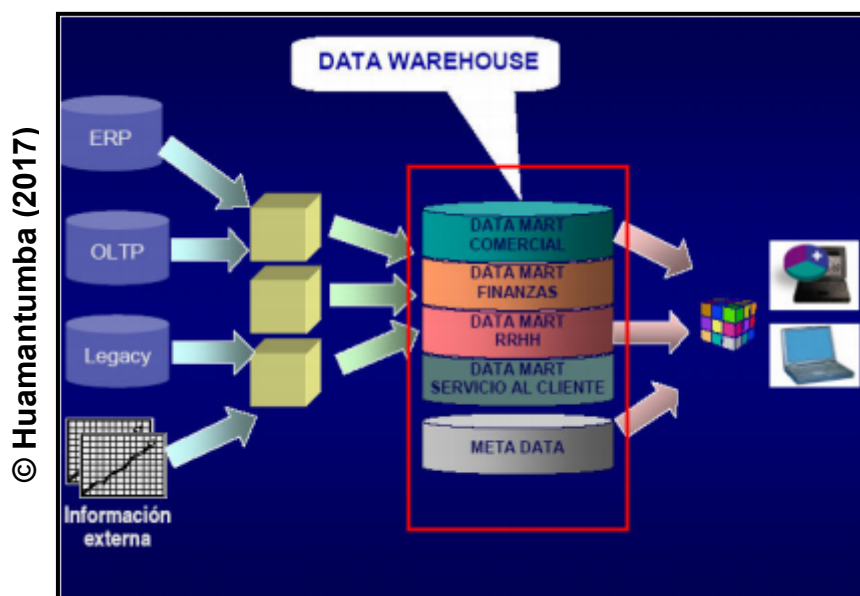 © Huamantumba (2017)
DATA WAREHOUSE
ERP
OLTP
Legacy
Información
externa
DATA MART
COMERCIAL
DATA MART
FINANZAS
DATA MART
RRHH
DATA MART
SERVICIO AL CLIENTE
META DATA